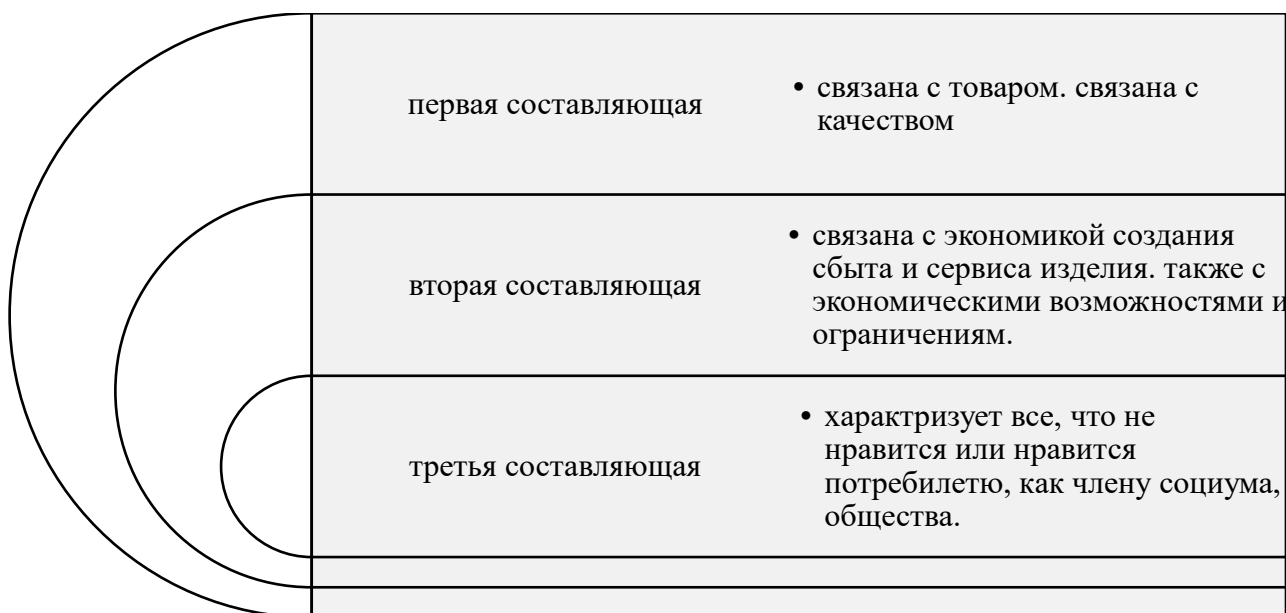 первая составляющая
• связана с товаром. связана с
качеством
вторая составляющая
• связана с экономикой создания
сбыта и сервиса изделия. также с
экономическими возможностями и
ограничениям.
третья составляющая
• характризует все, что не
нравится или нравится
потребилетю, как члену социума,
общества.